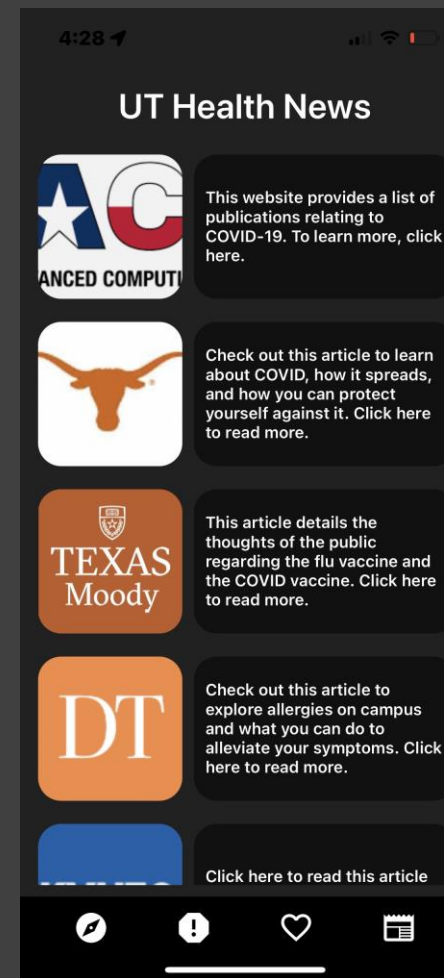 4:28
UT Health News
AC
ANCED COMPUTI
This website provides a list of
publications relating to
COVID-19. To learn more, click
here.
Check out this article to learn
about COVID, how it spreads,
and how you can protect
yourself against it. Click here
to read more.
TEXAS
Moody
This article details the
thoughts of the public
regarding the flu vaccine and
the COVID vaccine. Click here
to read more.
DT
Check out this article to
explore allergies on campus
and what you can do to
alleviate your symptoms. Click
here to read more.
Click here to read this article